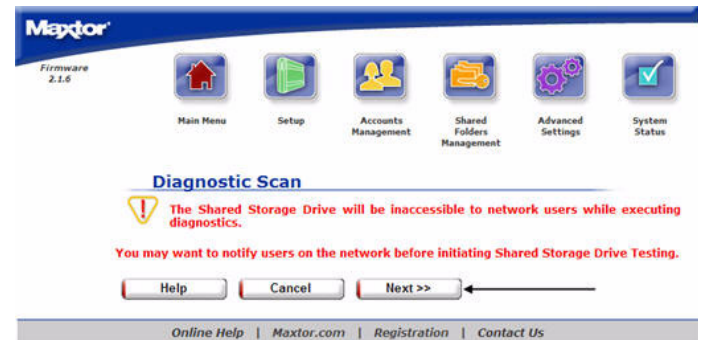 Maxtor
Firmware
2.1.6
Main Menu
Setup
Accounts
Management
Shared
Folders
Management
Advanced
Settings
System
Status
Diagnostic Scan
The Shared Storage Drive will be inaccessible to network users while executing
diagnostics.
You may want to notify users on the network before initiating Shared Storage Drive Testing.
Help
Cancel
Next >>
Online Help | Maxtor.com | Registration | Contact Us